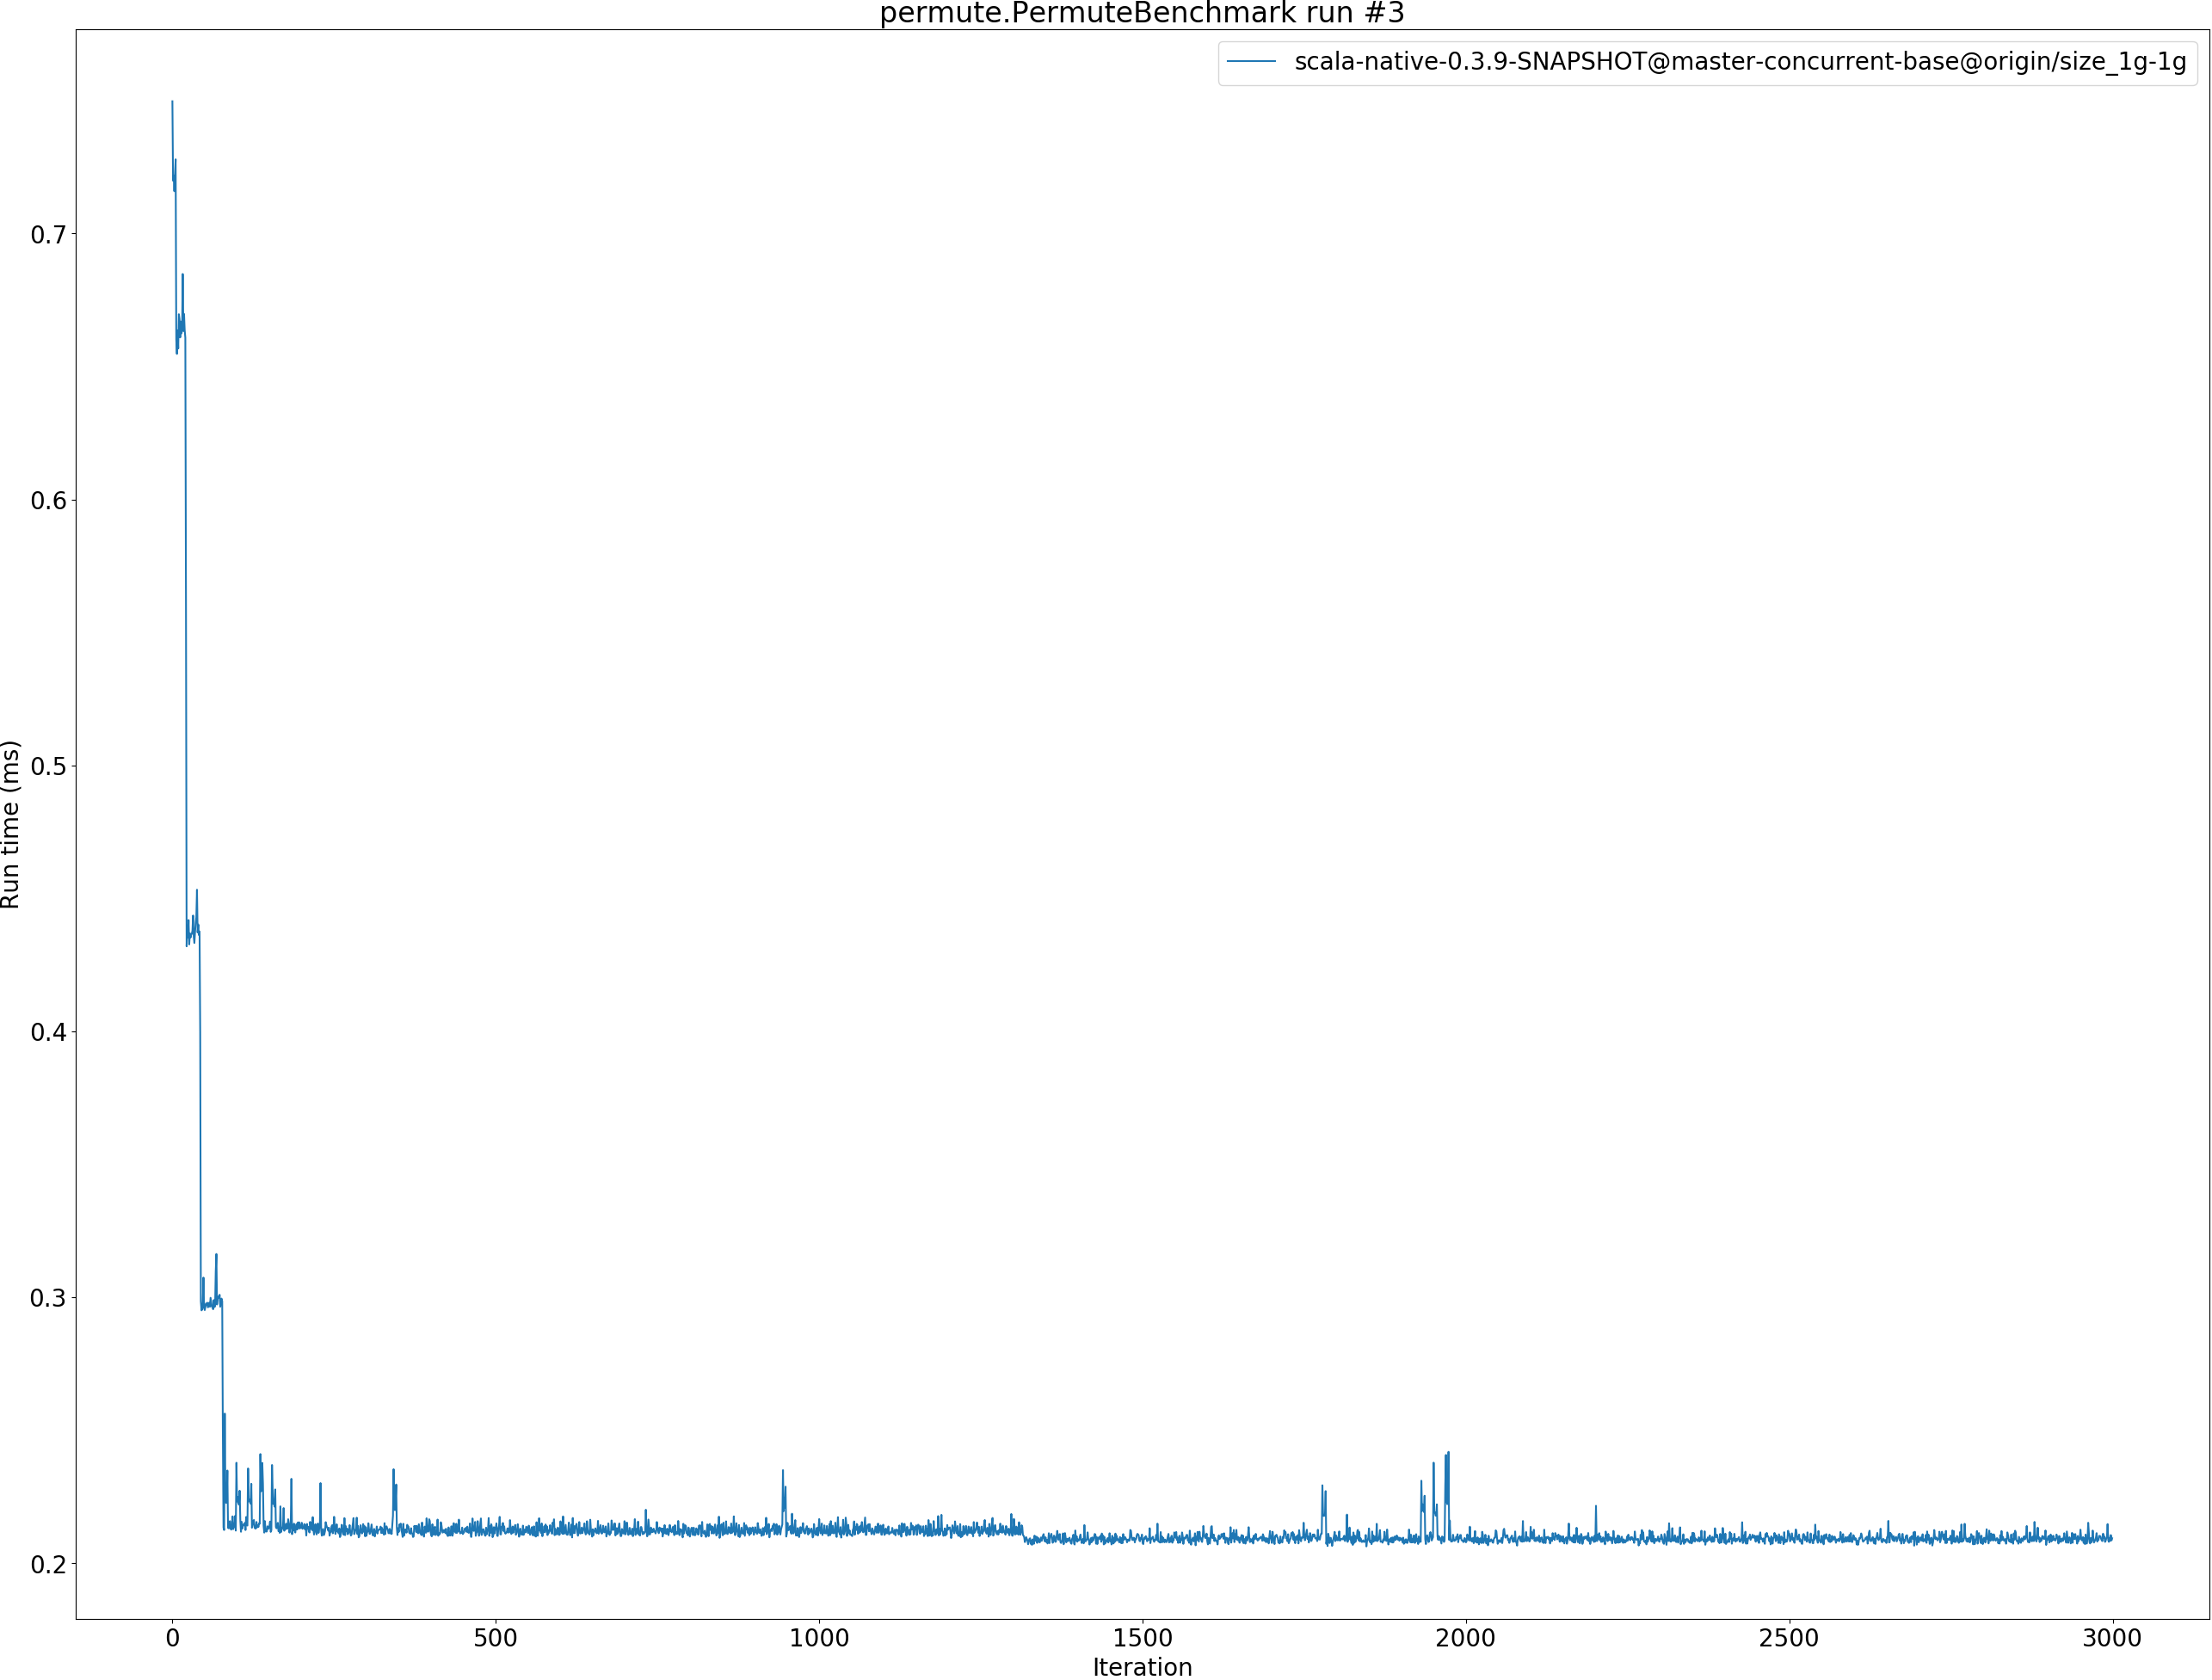 permute.PermuteBenchmark run #3
scala-native-0.3.9-SNAPSHOT@master-concurrent-base@origin/size_1g-1g
0.7
0.6
0.5
0.4
0.3
0.2
Run time (ms)
0 500 1000 1500 2000 2500 3000
Iteration